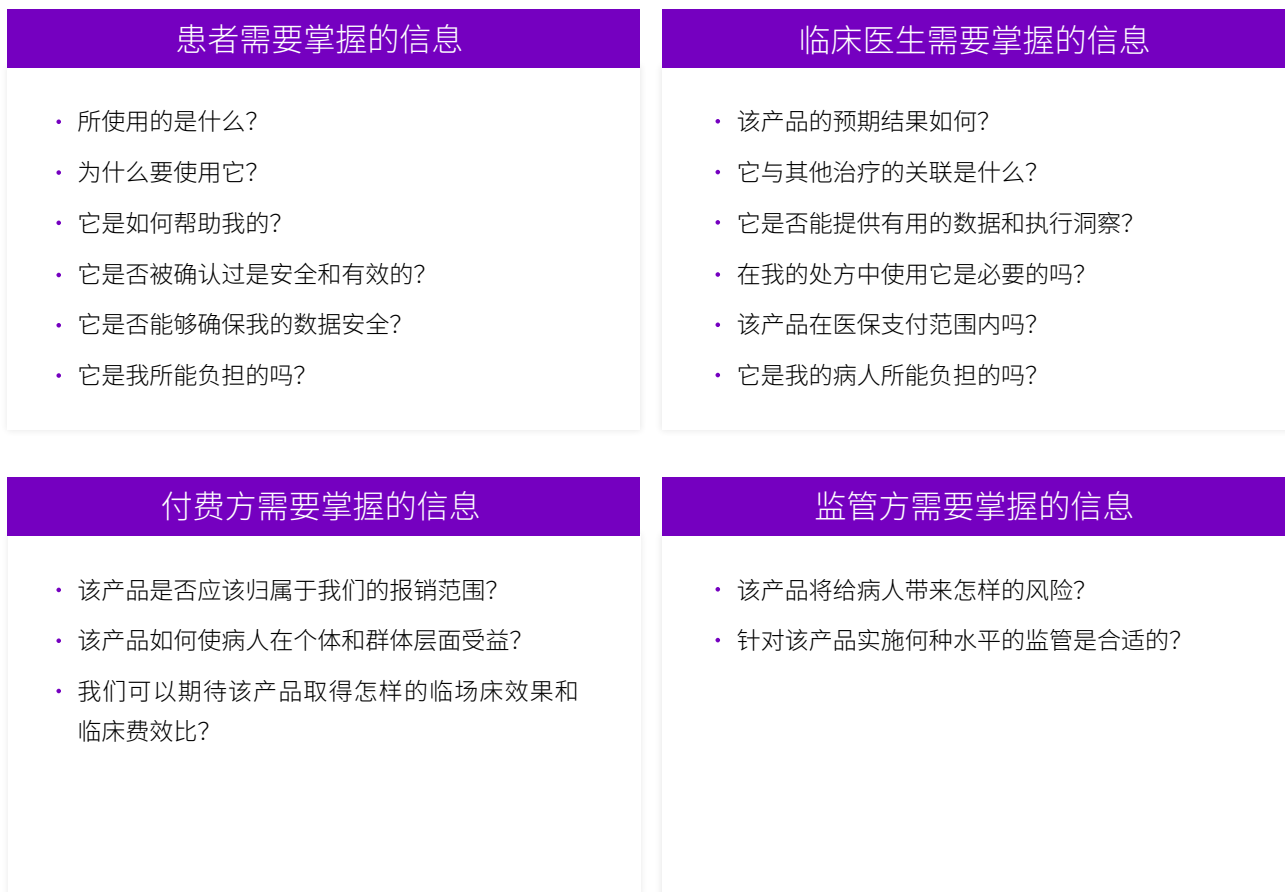 患者需要掌握的信息
• 所使用的是什么?
• 为什么要使用它?
• 它是如何帮助我的?
• 它是否被确认过是安全和有效的?
• 它是否能够确保我的数据安全?
• 它是我所能负担的吗?
临床医生需要掌握的信息
• 该产品的预期结果如何?
• 它与其他治疗的关联是什么?
• 它是否能提供有用的数据和执行洞察?
• 在我的处方中使用它是必要的吗?
• 该产品在医保支付范围内吗?
• 它是我的病人所能负担的吗?
付费方需要掌握的信息
• 该产品是否应该归属于我们的报销范围?
• 该产品如何使病人在个体和群体层面受益?
• 我们可以期待该产品取得怎样的临场床效果和
临床费效比?
监管方需要掌握的信息
• 该产品将给病人带来怎样的风险?
• 针对该产品实施何种水平的监管是合适的?